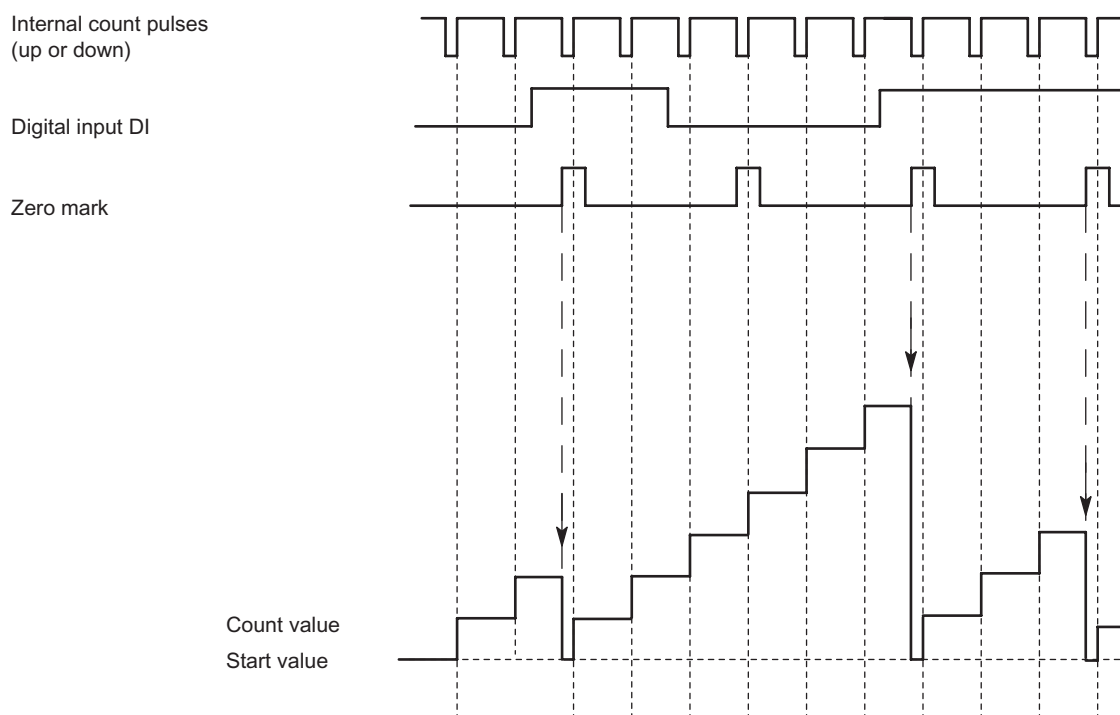 Internal count pulses
(up or down)
Digital input DI
Zero mark
Count value
Start value